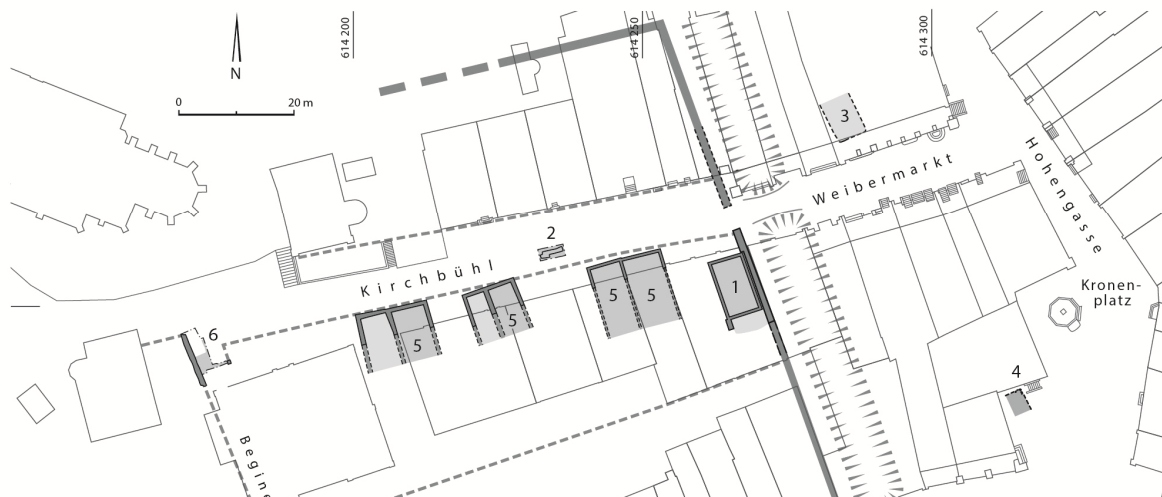 614 200
614 250
614 300
N
0 20 m
3
Weibermarkt
Hohengasse
2
Kirchbühl
1
5 5
5
5
6
Kronen-
platz
4
Begine